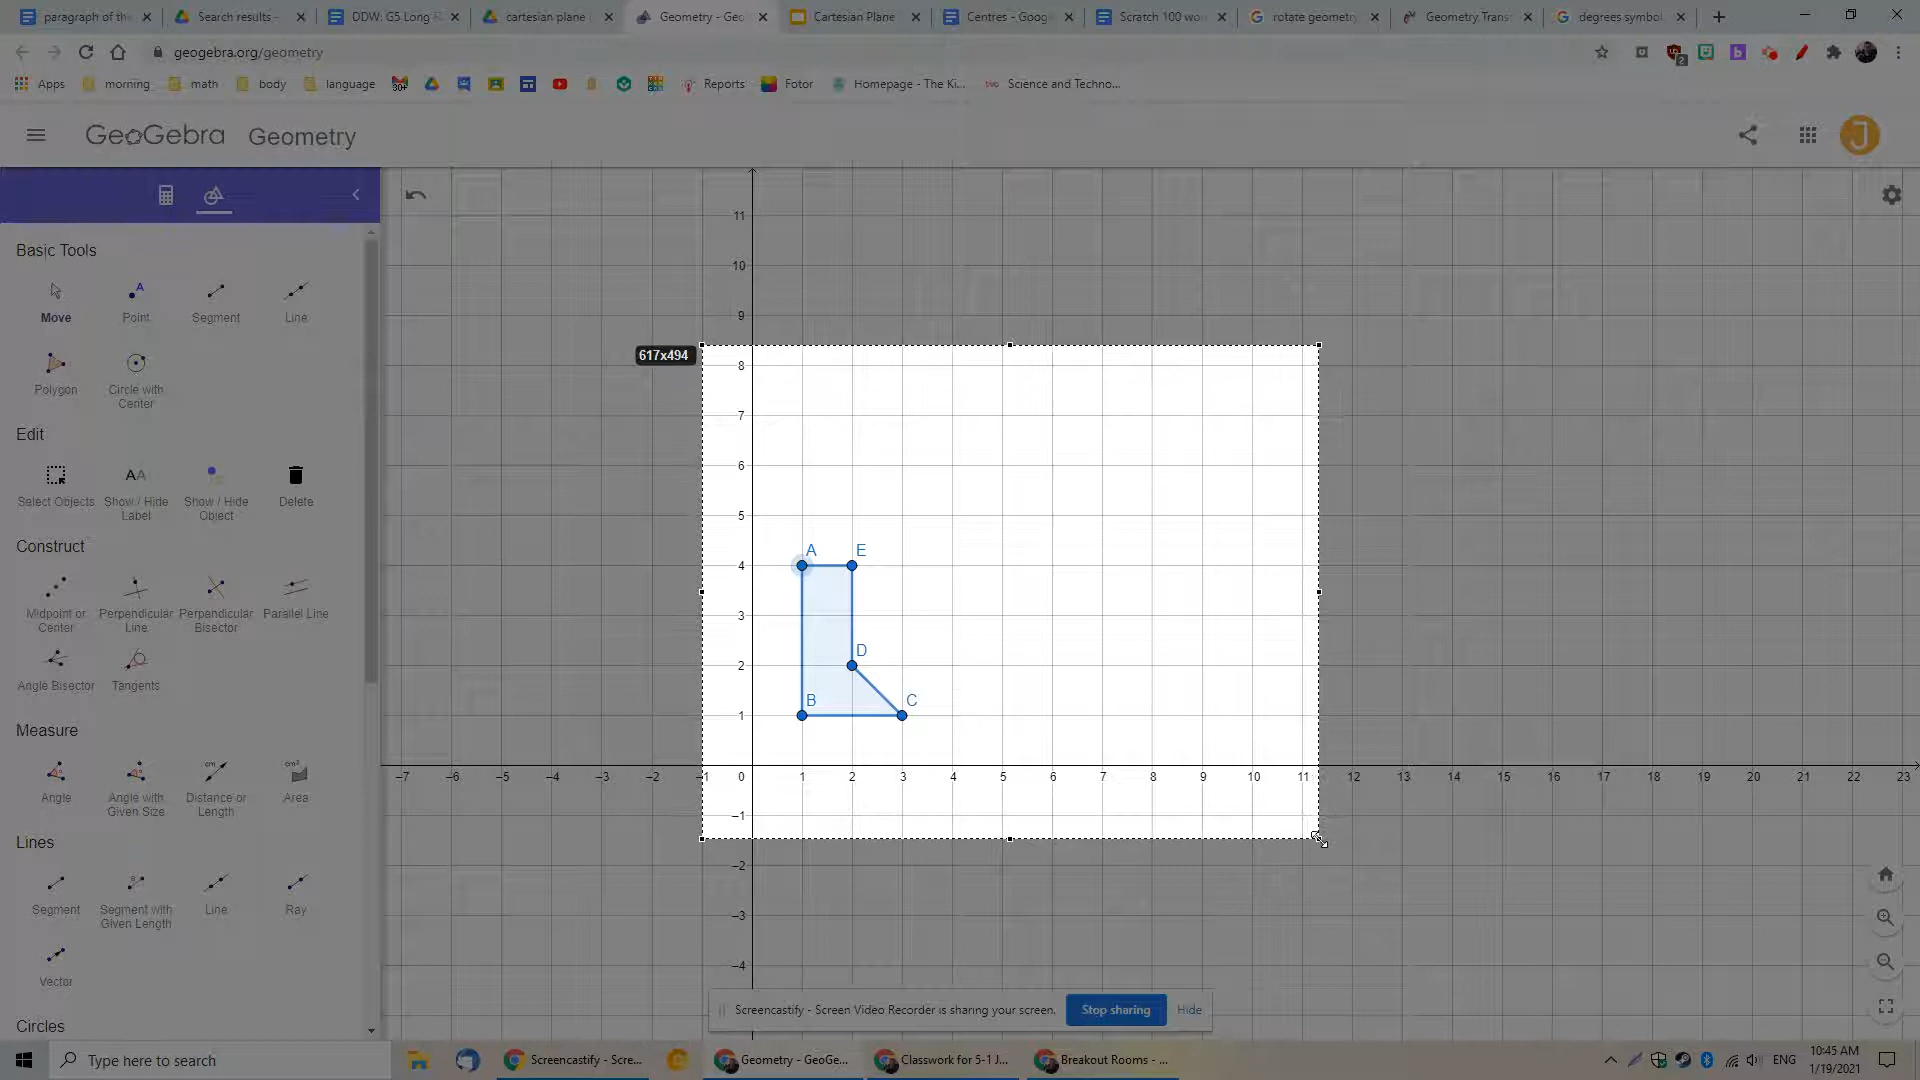 paragraph of the
Search results -
DDW: G5 Long R
cartesian plane
Geometry - Geo
Cartesian Plane
Centres - Goog
Scratch 100 wo
rotate geometry
Geometry Trans
degrees symbol
geogebra.org/geometry
2
Apps
morning
math
body
language
30+
Reports
Fotor
Homepage - The Ki...
TVO
Science and Techno...
GeoGebra
Geometry
J
Basic Tools
Move
Point
Segment
Line
Polygon
Circle with
Center
Edit
Select Objects
Show / Hide
Label
Show / Hide
Object
Delete
Construct
Midpoint or
Center
Perpendicular
Line
Perpendicular
Bisector
Parallel Line
Angle Bisector
Tangents
Measure
Angle
Angle with
Given Size
Distance or
Length
Area
Lines
Segment
Segment with
Given Length
Line
Ray
Vector
Circles
11
10
9
617x494
8
7
6
5
A E
4
3
D
2
B C
1
–7 –6 –5 –4 –3 –2 –1 0 1 2 3 4 5 6 7 8 9 10 11 12 13 14 15 16 17 18 19 20 21 22 23
–1
–2
–3
–4
Screencastify - Screen Video Recorder is sharing your screen.
Stop sharing
Hide
Type here to search
Screencastify - Scre...
Geometry - GeoGe...
Classwork for 5-1 J...
Breakout Rooms - ...
ENG
10:45 AM
1/19/2021